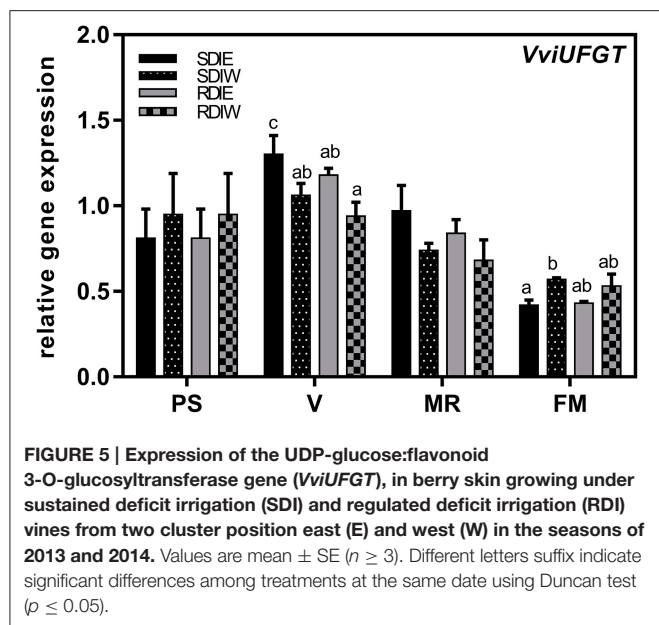 2.0
VviUFGT
SDIE
SDIW
RDIE
RDIW
1.5
1.0
0.5
0.0
relative gene expression
c
ab
ab
a
a
b
ab
ab
PS
V
MR
FM
FIGURE 5 | Expression of the UDP-glucose:flavonoid
3-O-glucosyltransferase gene (VviUFGT), in berry skin growing under
sustained deficit irrigation (SDI) and regulated deficit irrigation (RDI)
vines from two cluster position east (E) and west (W) in the seasons of
2013 and 2014. Values are mean ± SE (n ≥ 3). Different letters suffix indicate
significant differences among treatments at the same date using Duncan test
(p ≤ 0.05).